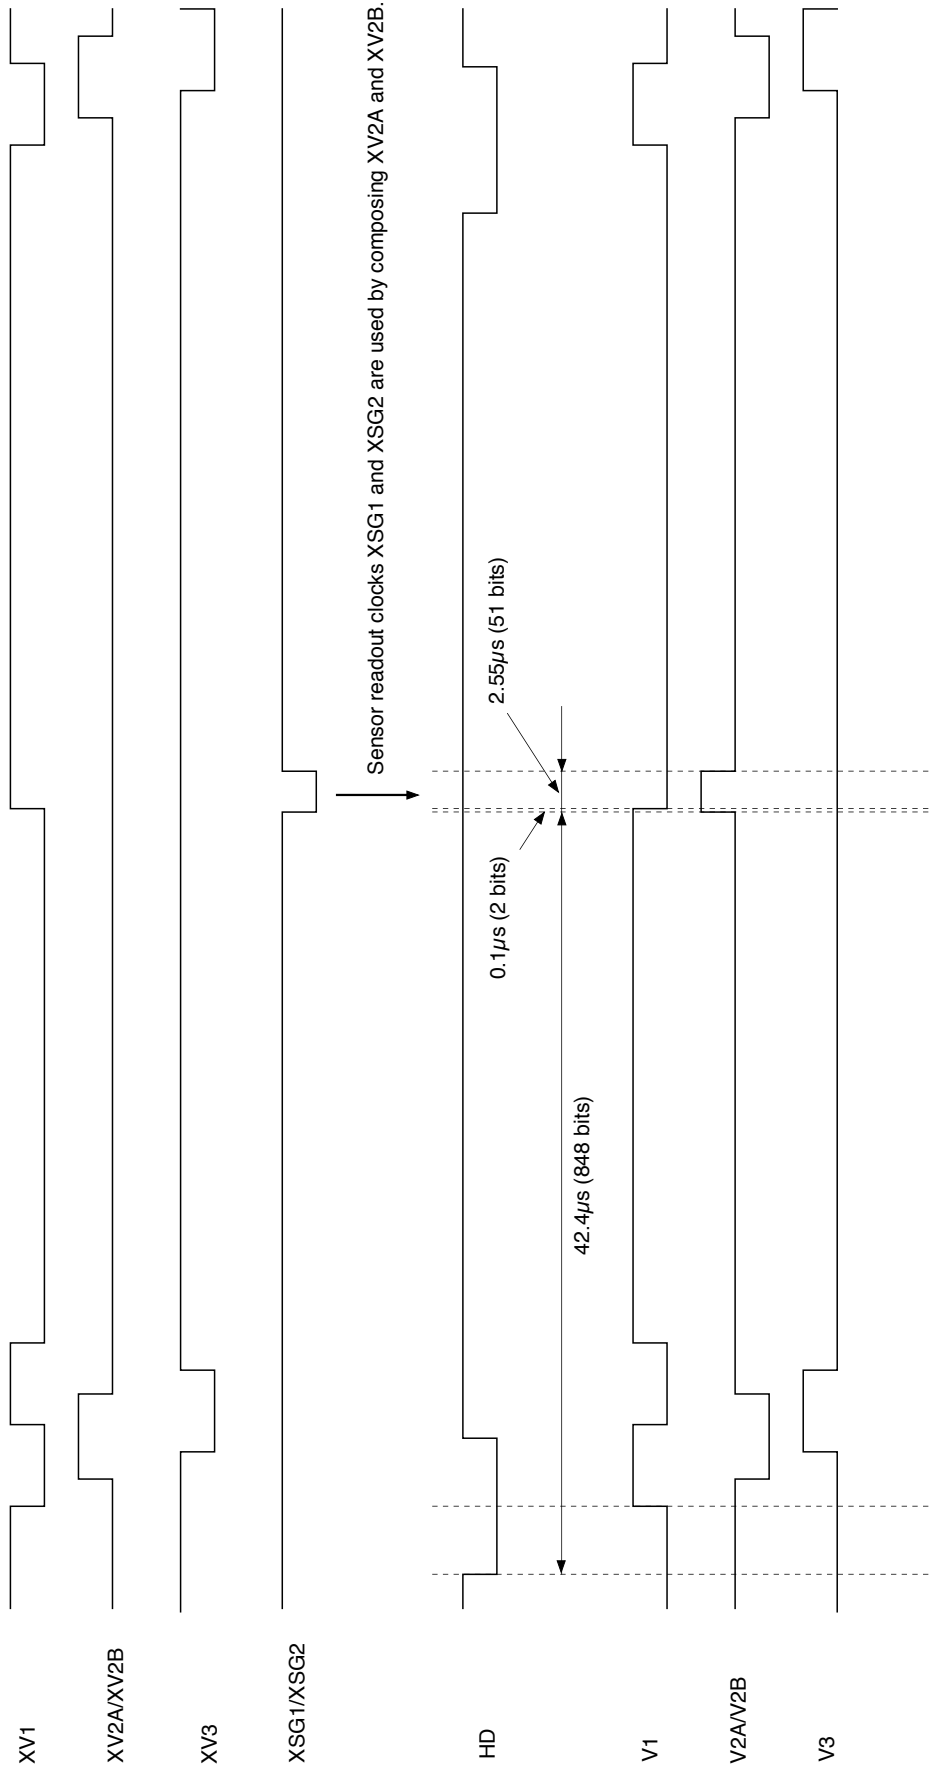 XV1
XV2A/XV2B
XV3
XSG1/XSG2
Sensor readout clocks XSG1 and XSG2 are used by composing XV2A and XV2B.
HD
0.1µs (2 bits)
2.55µs (51 bits)
42.4µs (848 bits)
V1
V2A/V2B
V3